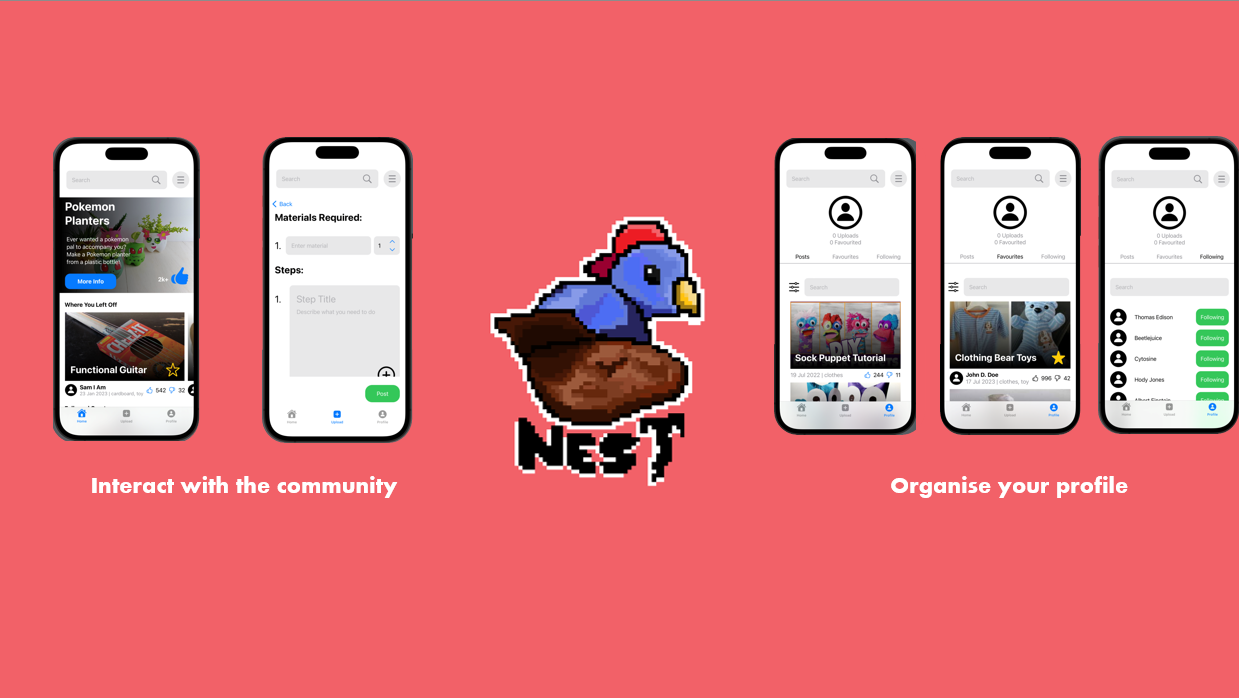 Search
Pokemon
Planters
Ever wanted a pokemon
pal to accompany you?
Make a Pokemon planter
from a plastic bottle!
More info
2k+
Where You Left Off
CHEEZ-IT
Functional Guitar
Sam I Am
23 Jan 2023 | cardboard, toy
542
32
Home
Upload
Profile
Search
Back
Materials Required:
1.
Enter material
1
Steps:
1.
Step Title
Describe what you need to do
Post
Home
Upload
Profile
Interact with the community
NEST
Search
0 Uploads
0 Favourited
Posts
Favourites
Following
Search
DIY
Sock Puppet Tutorial
19 Jul 2022 | clothes
244
11
Home
Upload
Profile
Search
0 Uploads
0 Favourited
Posts
Favourites
Following
Search
Clothing Bear Toys
John D. Doe
17 Jul 2023 | clothes, toy
996
42
Home
Upload
Profile
Search
0 Uploads
0 Favourited
Posts
Favourites
Following
Search
Thomas Edison
Following
Beetlejuice
Following
Cytosine
Following
Hody Jones
Following
Albert Einstein
Following
Home
Upload
Profile
Organise your profile